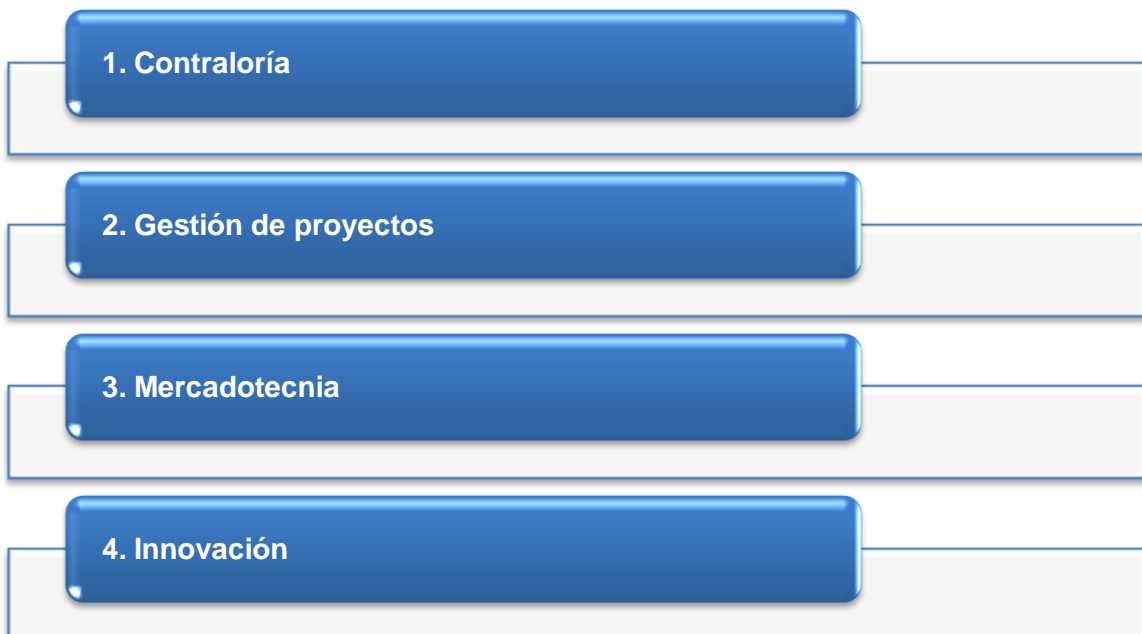 1. Contraloría
2. Gestión de proyectos
3. Mercadotecnia
4. Innovación